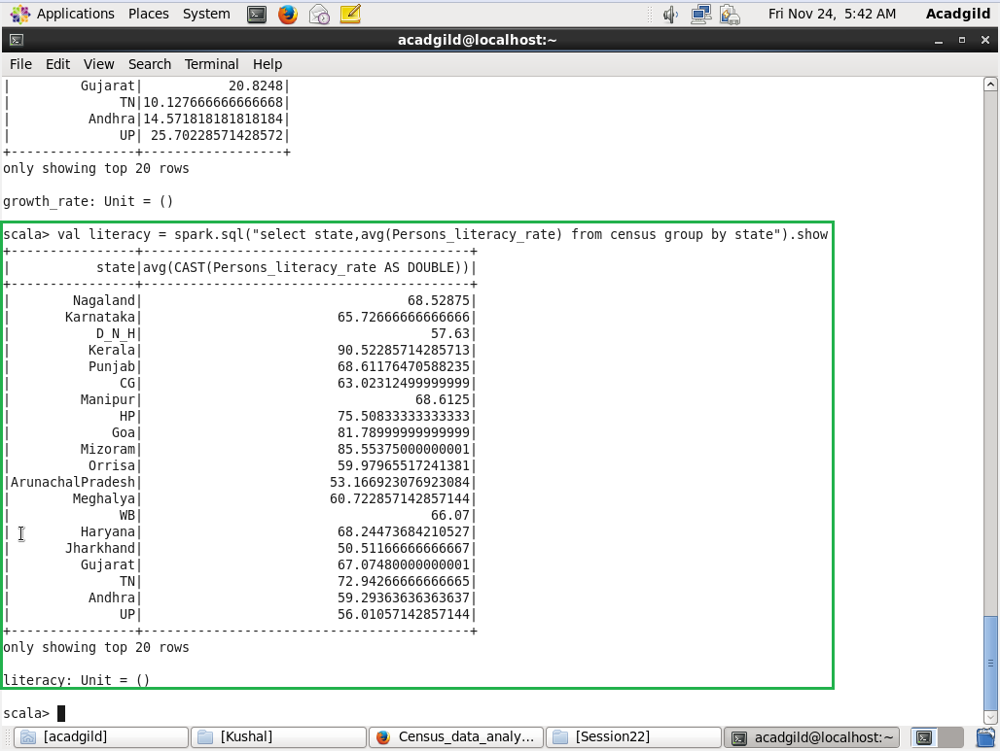 Applications Places System Fri Nov 24, 5:42 AM Acadgild
acadgild@localhost:~
File Edit View Search Terminal Help
|         Gujarat|           20.8248|
|              TN|10.127666666666668|
|          Andhra|14.571818181818184|
|              UP| 25.70228571428572|
+----------------+------------------+
only showing top 20 rows
growth_rate: Unit = ()
scala> val literacy = spark.sql("select state,avg(Persons_literacy_rate) from census group by state").show
+----------------+------------------------------------------+
|           state|avg(CAST(Persons_literacy_rate AS DOUBLE))|
+----------------+------------------------------------------+
|        Nagaland|                                  68.52875|
|       Karnataka|                         65.72666666666666|
|           D_N_H|                                     57.63|
|          Kerala|                         90.52285714285713|
|          Punjab|                         68.61176470588235|
|              CG|                         63.02312499999999|
|         Manipur|                                   68.6125|
|              HP|                         75.50833333333333|
|             Goa|                         81.78999999999999|
|         Mizoram|                         85.55375000000001|
|          Orrisa|                         59.97965517241381|
|ArunachalPradesh|                        53.166923076923084|
|        Meghalya|                        60.722857142857144|
|              WB|                                     66.07|
|         Haryana|                         68.24473684210527|
|       Jharkhand|                         50.51166666666667|
|         Gujarat|                         67.07480000000001|
|              TN|                         72.94266666666665|
|          Andhra|                         59.29363636363637|
|              UP|                         56.01057142857144|
+----------------+------------------------------------------+
only showing top 20 rows
literacy: Unit = ()
scala>
[acadgild] [Kushal] Census_data_analy... [Session22] acadgild@localhost:~